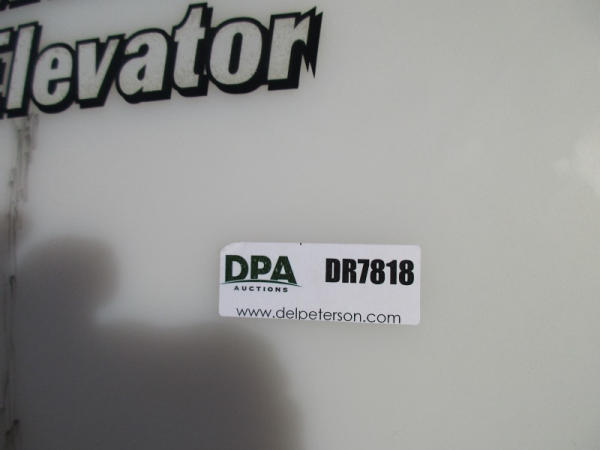 Elevator
DPA
AUCTIONS
DR7818
www.delpeterson.com